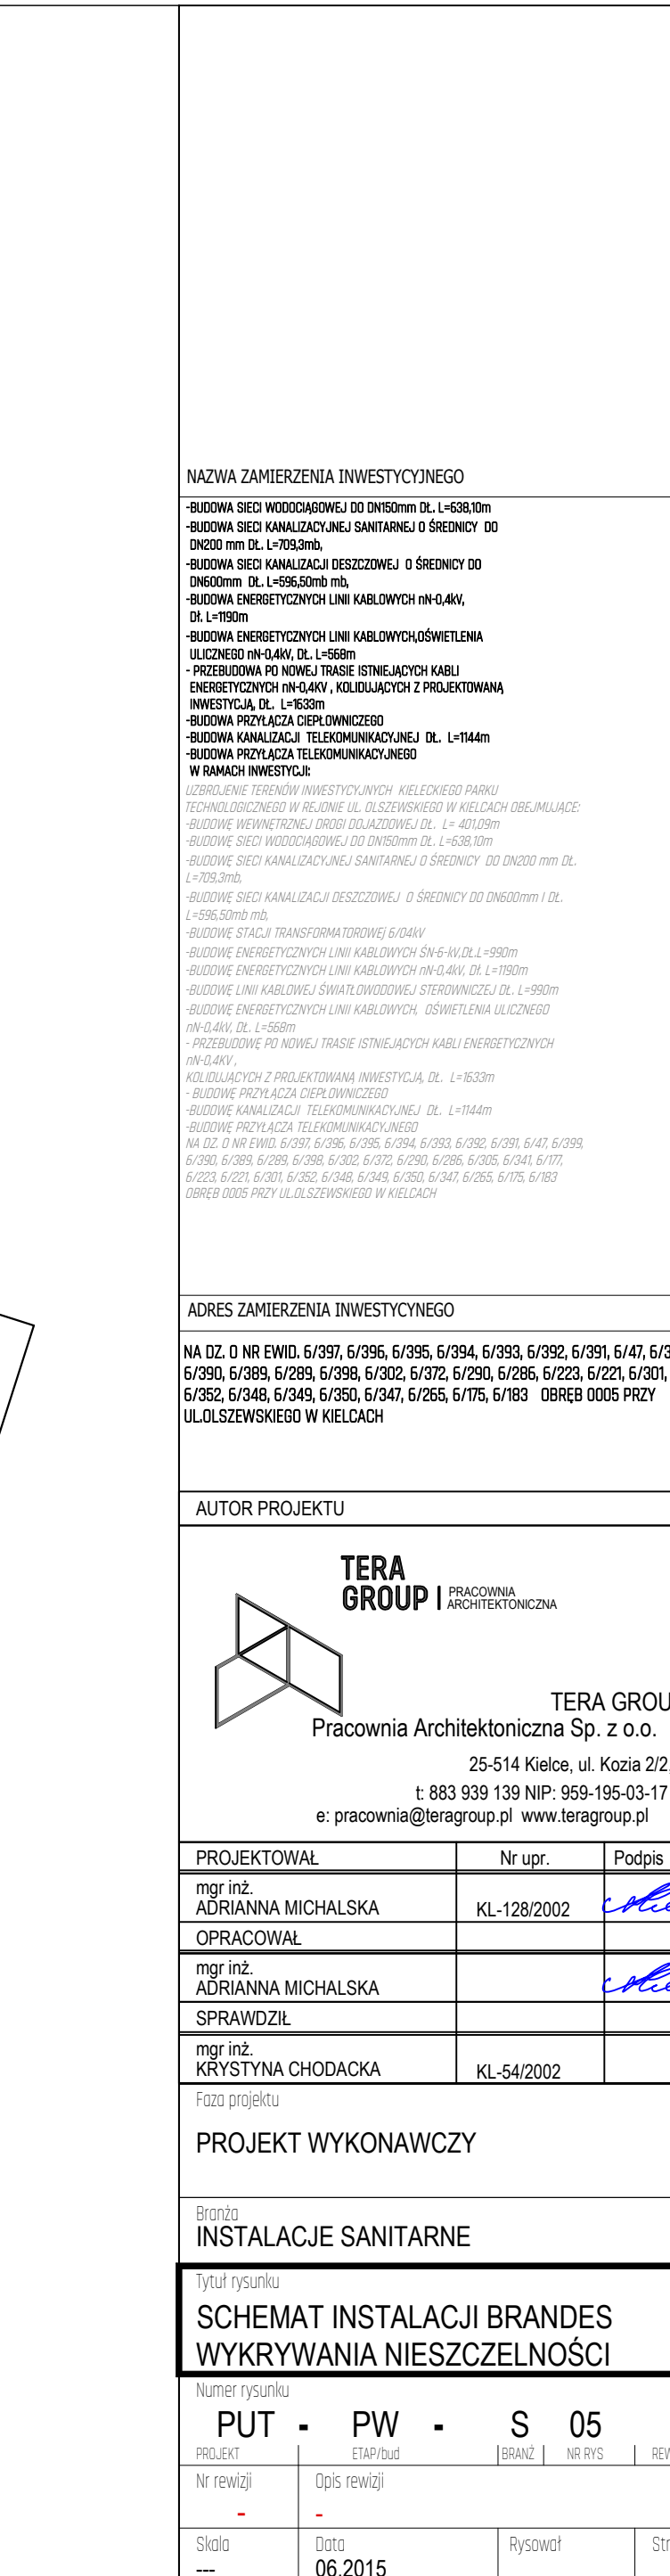 NAZWA ZAMIERZENIA INWESTYCYJNEGO
-BUDOWA SIECI WODOCIĄGOWEJ DO DN150mm DŁ. L=638,10m
-BUDOWA SIECI KANALIZACYJNEJ SANITARNEJ O ŚREDNICY DO
DN200 mm DŁ. L=709,3mb,
-BUDOWA SIECI KANALIZACJI DESZCZOWEJ O ŚREDNICY DO
DN600mm DŁ. L=596,50mb mb,
-BUDOWA ENERGETYCZNYCH LINII KABLOWYCH nN-0,4kV,
Dł. L=1190m
-BUDOWA ENERGETYCZNYCH LINII KABLOWYCH,OŚWIETLENIA
ULICZNEGO nN-0,4kV, DŁ. L=568m
- PRZEBUDOWA PO NOWEJ TRASIE ISTNIEJĄCYCH KABLI
ENERGETYCZNYCH nN-0,4KV , KOLIDUJĄCYCH Z PROJEKTOWANĄ
INWESTYCJĄ, DŁ. L=1633m
-BUDOWA PRZYŁĄCZA CIEPŁOWNICZEGO
-BUDOWA KANALIZACJI TELEKOMUNIKACYJNEJ DŁ. L=1144m
-BUDOWA PRZYŁĄCZA TELEKOMUNIKACYJNEGO
W RAMACH INWESTYCJI:
UZBROJENIE TERENÓW INWESTYCYJNYCH KIELECKIEGO PARKU
TECHNOLOGICZNEGO W REJONIE UL. OLSZEWSKIEGO W KIELCACH OBEJMUJĄCE:
-BUDOWĘ WEWNĘTRZNEJ DROGI DOJAZDOWEJ DŁ. L= 401,09m
-BUDOWĘ SIECI WODOCIĄGOWEJ DO DN150mm DŁ. L=638,10m
-BUDOWĘ SIECI KANALIZACYJNEJ SANITARNEJ O ŚREDNICY DO DN200 mm DŁ.
L=709,3mb,
-BUDOWĘ SIECI KANALIZACJI DESZCZOWEJ O ŚREDNICY DO DN600mm I DŁ.
L=596,50mb mb,
-BUDOWĘ STACJI TRANSFORMATOROWEj 6/04kV
-BUDOWĘ ENERGETYCZNYCH LINII KABLOWYCH ŚN-6-kV,DŁ.L=990m
-BUDOWĘ ENERGETYCZNYCH LINII KABLOWYCH nN-0,4kV, Dł. L=1190m
-BUDOWĘ LINII KABLOWEJ ŚWIATŁOWODOWEJ STEROWNICZEJ DŁ. L=990m
-BUDOWĘ ENERGETYCZNYCH LINII KABLOWYCH, OŚWIETLENIA ULICZNEGO
nN-0,4kV, DŁ. L=568m
- PRZEBUDOWĘ PO NOWEJ TRASIE ISTNIEJĄCYCH KABLI ENERGETYCZNYCH
nN-0,4KV ,
KOLIDUJĄCYCH Z PROJEKTOWANĄ INWESTYCJĄ, DŁ. L=1633m
- BUDOWĘ PRZYŁĄCZA CIEPŁOWNICZEGO
-BUDOWĘ KANALIZACJI TELEKOMUNIKACYJNEJ DŁ. L=1144m
-BUDOWĘ PRZYŁĄCZA TELEKOMUNIKACYJNEGO
NA DZ. O NR EWID. 6/397, 6/396, 6/395, 6/394, 6/393, 6/392, 6/391, 6/47, 6/399,
6/390, 6/389, 6/289, 6/398, 6/302, 6/372, 6/290, 6/286, 6/305, 6/341, 6/177,
6/223, 6/221, 6/301, 6/352, 6/348, 6/349, 6/350, 6/347, 6/265, 6/175, 6/183
OBRĘB 0005 PRZY UL.OLSZEWSKIEGO W KIELCACH
ADRES ZAMIERZENIA INWESTYCYNEGO
NA DZ. O NR EWID. 6/397, 6/396, 6/395, 6/394, 6/393, 6/392, 6/391, 6/47, 6/3
6/390, 6/389, 6/289, 6/398, 6/302, 6/372, 6/290, 6/286, 6/223, 6/221, 6/301,
6/352, 6/348, 6/349, 6/350, 6/347, 6/265, 6/175, 6/183 OBRĘB 0005 PRZY
UL.OLSZEWSKIEGO W KIELCACH
AUTOR PROJEKTU
TERA
GROUP | PRACOWNIA
ARCHITEKTONICZNA
TERA GROU
Pracownia Architektoniczna Sp. z o.o.
25-514 Kielce, ul. Kozia 2/2,
t: 883 939 139 NIP: 959-195-03-17
e: pracownia@teragroup.pl www.teragroup.pl
PROJEKTOWAŁ Nr upr. Podpis
mgr inż.
ADRIANNA MICHALSKA KL-128/2002
OPRACOWAŁ
mgr inż.
ADRIANNA MICHALSKA
SPRAWDZIŁ
mgr inż.
KRYSTYNA CHODACKA KL-54/2002
Faza projektu
PROJEKT WYKONAWCZY
Branża
INSTALACJE SANITARNE
Tytuł rysunku
SCHEMAT INSTALACJI BRANDES
WYKRYWANIA NIESZCZELNOŚCI
Numer rysunku
PUT - PW - S 05
PROJEKT ETAP/bud BRANŻ NR RYS REW
Nr rewizji Opis rewizji
- -
Skala Data Rysował Str
--- 06.2015